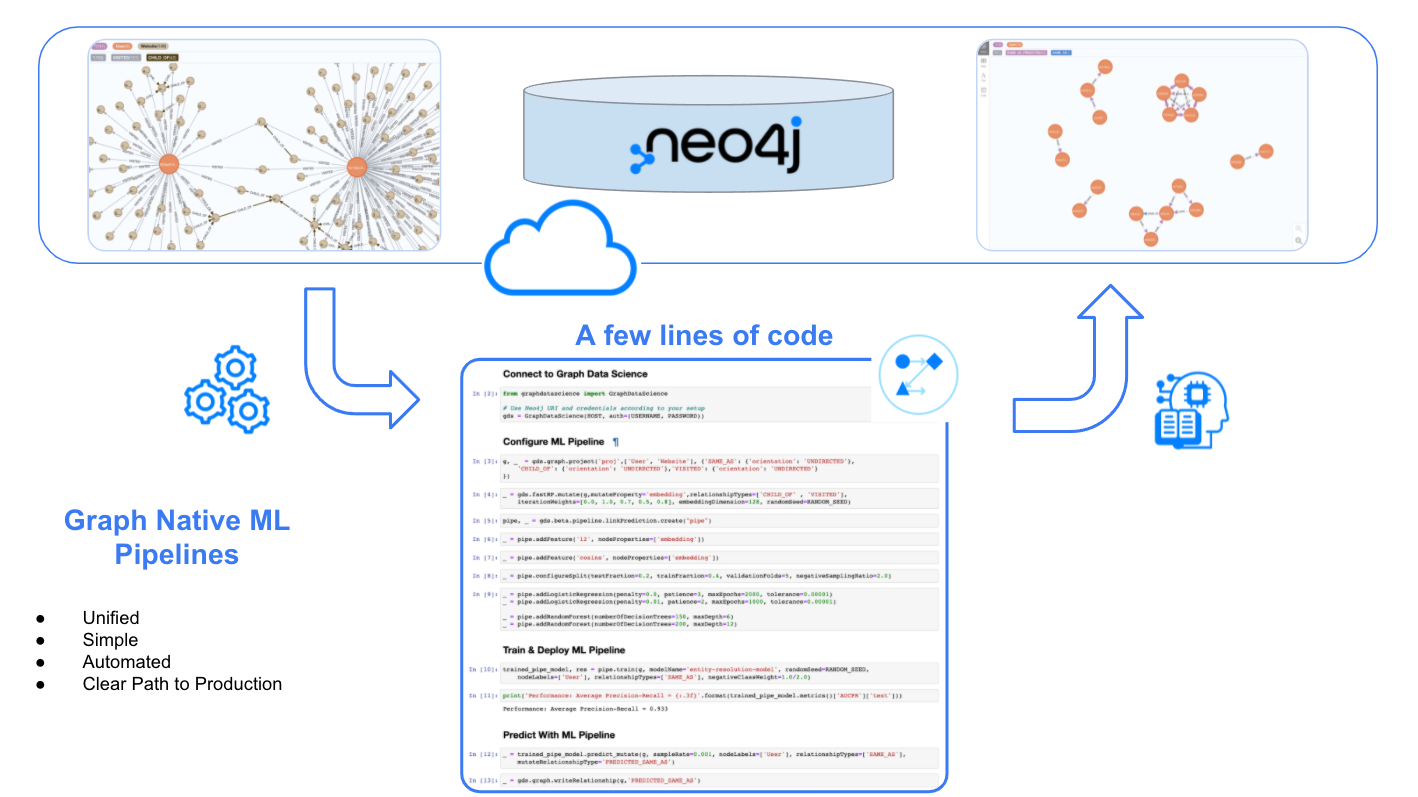 Website(140)
CHILD_OF(42)
neo4j
A few lines of code
Connect to Graph Data Science
In [2]: from graphdatascience import GraphDataScience
# Use Neo4j URI and credentials according to your setup
gds = GraphDataScience(HOST, auth=(USERNAME, PASSWORD))
Configure ML Pipeline ¶
In [3]: g, _ = gds.graph.project('proj',['User', 'Website'], {'SAME_AS': {'orientation': 'UNDIRECTED'},
'CHILD_OF': {'orientation': 'UNDIRECTED'},'VISITED': {'orientation': 'UNDIRECTED'}
})
In [4]: _ = gds.fastRP.mutate(g,mutateProperty='embedding',relationshipTypes=['CHILD_OF' , 'VISITED'],
iterationWeights=[0.0, 1.0, 0.7, 0.5, 0.8], embeddingDimension=128, randomSeed=RANDOM_SEED)
In [5]: pipe, _ = gds.beta.pipeline.linkPrediction.create("pipe")
In [6]: _ = pipe.addFeature('l2', nodeProperties=['embedding'])
In [7]: _ = pipe.addFeature('cosine', nodeProperties=['embedding'])
In [8]: _ = pipe.configureSplit(testFraction=0.2, trainFraction=0.4, validationFolds=5, negativeSamplingRatio=2.0)
In [9]: _ = pipe.addLogisticRegression(penalty=0.0, patience=3, maxEpochs=2000, tolerance=0.00001)
_ = pipe.addLogisticRegression(penalty=0.01, patience=2, maxEpochs=1000, tolerance=0.00001)
_ = pipe.addRandomForest(numberOfDecisionTrees=150, maxDepth=6)
_ = pipe.addRandomForest(numberOfDecisionTrees=200, maxDepth=12)
Train & Deploy ML Pipeline
In [10]: trained_pipe_model, res = pipe.train(g, modelName='entity-resolution-model', randomSeed=RANDOM_SEED,
nodeLabels=['User'], relationshipTypes=['SAME_AS'], negativeClassWeight=1.0/2.0)
In [11]: print('Performance: Average Precision-Recall = {:.3f}'.format(trained_pipe_model.metrics()['AUCPR']['test']))
Performance: Average Precision-Recall = 0.933
Predict With ML Pipeline
In [12]: _ = trained_pipe_model.predict_mutate(g, sampleRate=0.001, nodeLabels=['User'], relationshipTypes=['SAME_AS'],
mutateRelationshipType='PREDICTED_SAME_AS')
In [13]: _ = gds.graph.writeRelationship(g,'PREDICTED_SAME_AS')
Graph Native ML
Pipelines
● Unified
● Simple
● Automated
● Clear Path to Production